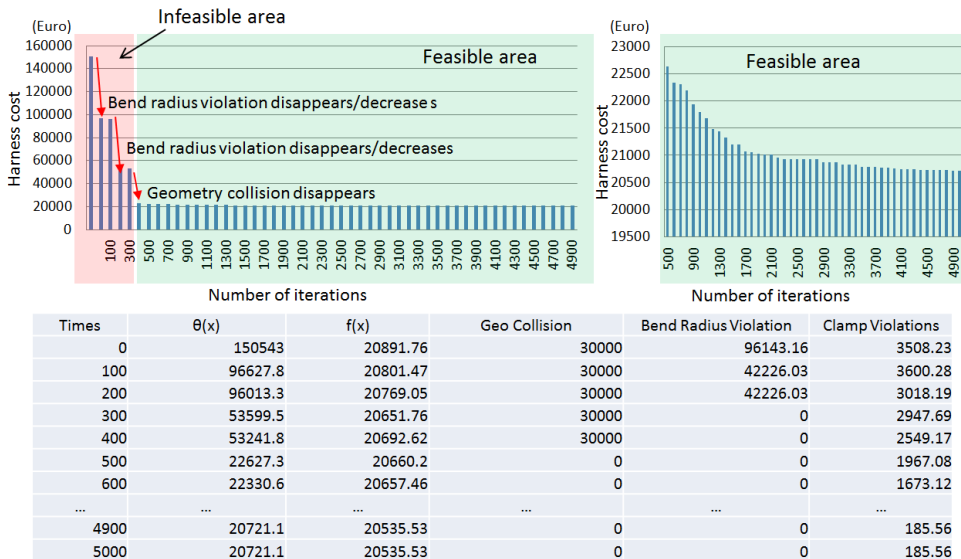 (Euro)
Infeasible area
160000
140000
120000
100000
80000
60000
40000
20000
0
Harness cost
Feasible area
Bend radius violation disappears/decreases
Bend radius violation disappears/decreases
Geometry collision disappears
100
300
500
700
900
1100
1300
1500
1700
1900
2100
2300
2500
2700
2900
3100
3300
3500
3700
3900
4100
4300
4500
4700
4900
Number of iterations
(Euro)
23000
22500
22000
21500
21000
20500
20000
19500
Harness cost
Feasible area
500
900
1300
1700
2100
2500
2900
3300
3700
4100
4500
4900
Number of iterations
Times θ(x) f(x) Geo Collision Bend Radius Violation Clamp Violations
0 150543 20891.76 30000 96143.16 3508.23
100 96627.8 20801.47 30000 42226.03 3600.28
200 96013.3 20769.05 30000 42226.03 3018.19
300 53599.5 20651.76 30000 0 2947.69
400 53241.8 20692.62 30000 0 2549.17
500 22627.3 20660.2 0 0 1967.08
600 22330.6 20657.46 0 0 1673.12
... ... ... ... ... ...
4900 20721.1 20535.53 0 0 185.56
5000 20721.1 20535.53 0 0 185.56